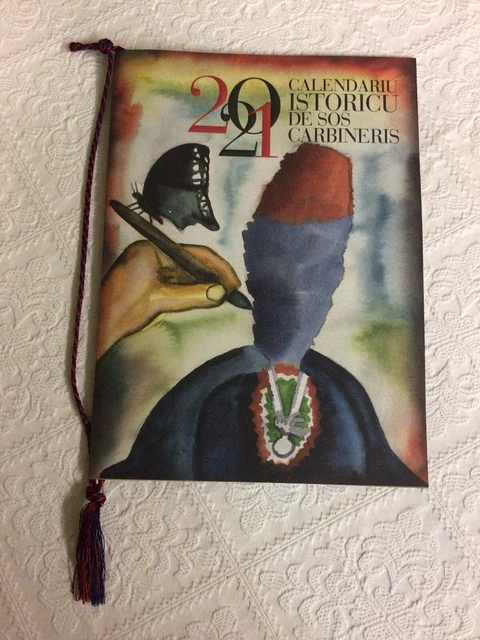 2021
CALENDARIU
ISTORICU
DE SOS
CARBINERIS